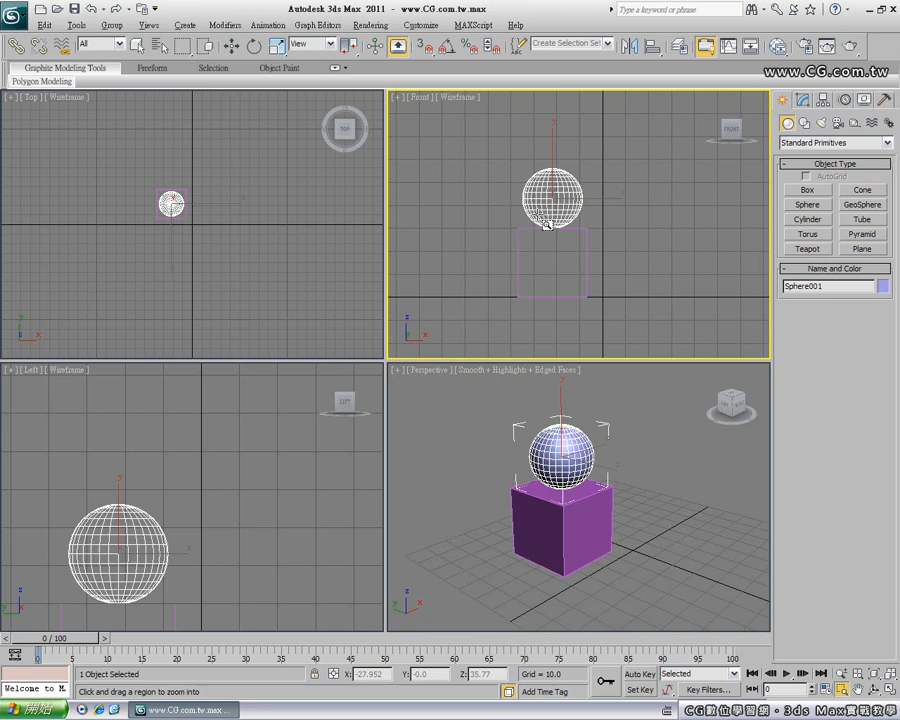 Autodesk 3ds Max 2011 - www.CG.com.tw.max
Type a keyword or phrase
Edit Tools Group Views Create Modifiers Animation Graph Editors Rendering Customize MAXScript Help
All View Create Selection Set
Graphite Modeling Tools Freeform Selection Object Paint
Polygon Modeling
www.CG.com.tw
[ + ] [ Top ] [ Wireframe ]
TOP
[ + ] [ Front ] [ Wireframe ]
FRONT
[ + ] [ Left ] [ Wireframe ]
LEFT
[ + ] [ Perspective ] [ Smooth + Highlights + Edged Faces ]
Standard Primitives
Object Type
AutoGrid
Box Cone
Sphere GeoSphere
Cylinder Tube
Torus Pyramid
Teapot Plane
Name and Color
Sphere001
0 / 100
0 5 10 15 20 25 30 35 40 45 50 55 60 65 70 75 80 85 90 95 100
1 Object Selected X: -27.952 Y: -0.0 Z: 35.77 Grid = 10.0 Auto Key Selected
Welcome to M Click and drag a region to zoom into Add Time Tag Set Key Key Filters... 0
開始 www.CG.com.tw ... CG數位學習網・3ds Max實戰教學